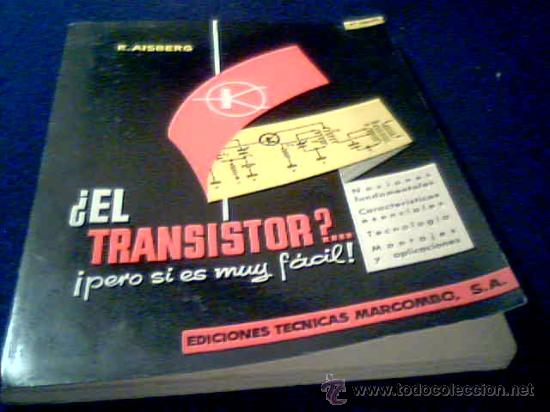 E. AISBERG
¿EL
TRANSISTOR?...
¡pero si es muy fácil!
Nociones
fundamentales
Características
esenciales
Tecnología
Montajes
y aplicaciones
EDICIONES TECNICAS MARCOMBO, S.A.
© www.todocoleccion.net